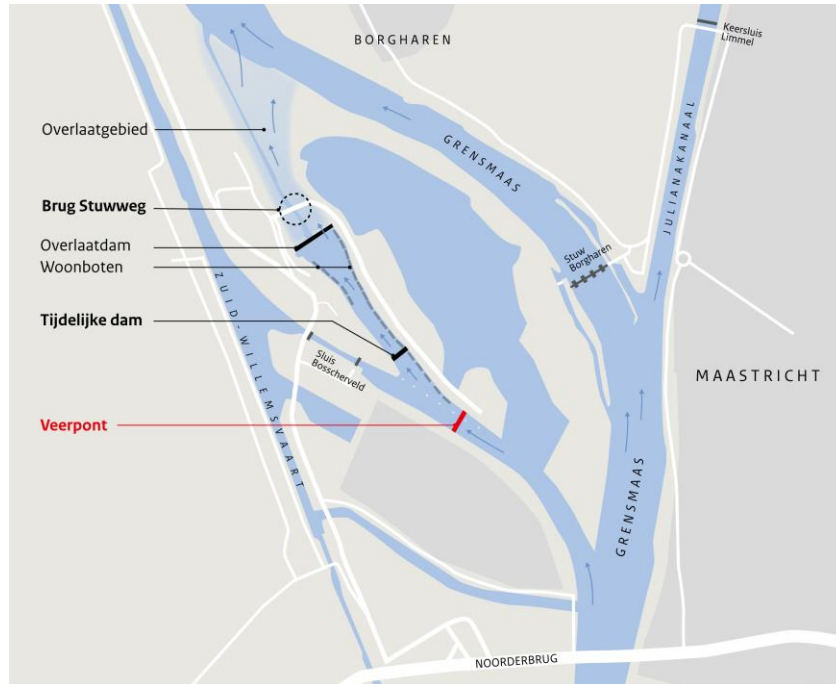 BORGHAREN
Keersluis
Limmel
Overlaatgebied
GRENSMAAS
JULIANAKANAAL
Brug Stuwweg
Overlaatdam
Woonboten
Stuw
Borgharen
ZUID-WILLEMSVAART
Tijdelijke dam
Sluis
Bosscherveld
MAASTRICHT
Veerpont
GRENSMAAS
NOORDERBRUG